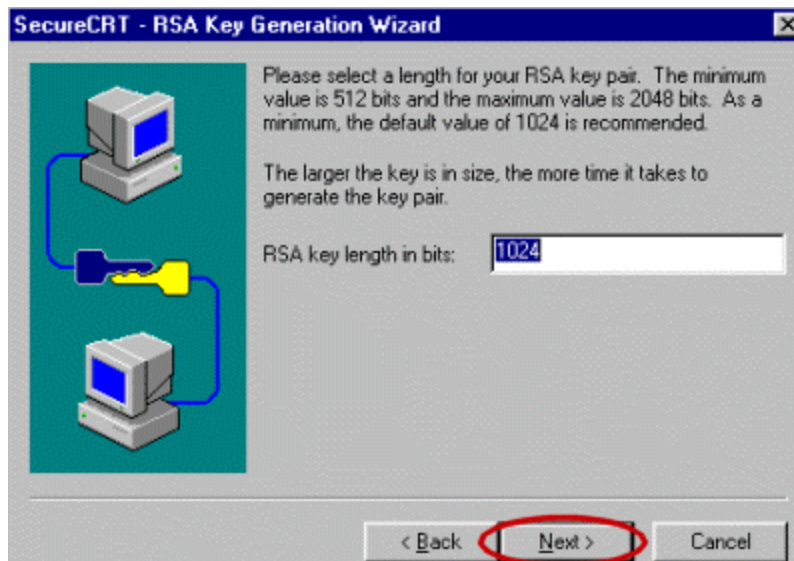 SecureCRT - RSA Key Generation Wizard
Please select a length for your RSA key pair. The minimum
value is 512 bits and the maximum value is 2048 bits. As a
minimum, the default value of 1024 is recommended.
The larger the key is in size, the more time it takes to
generate the key pair.
RSA key length in bits: 1024
< Back Next > Cancel